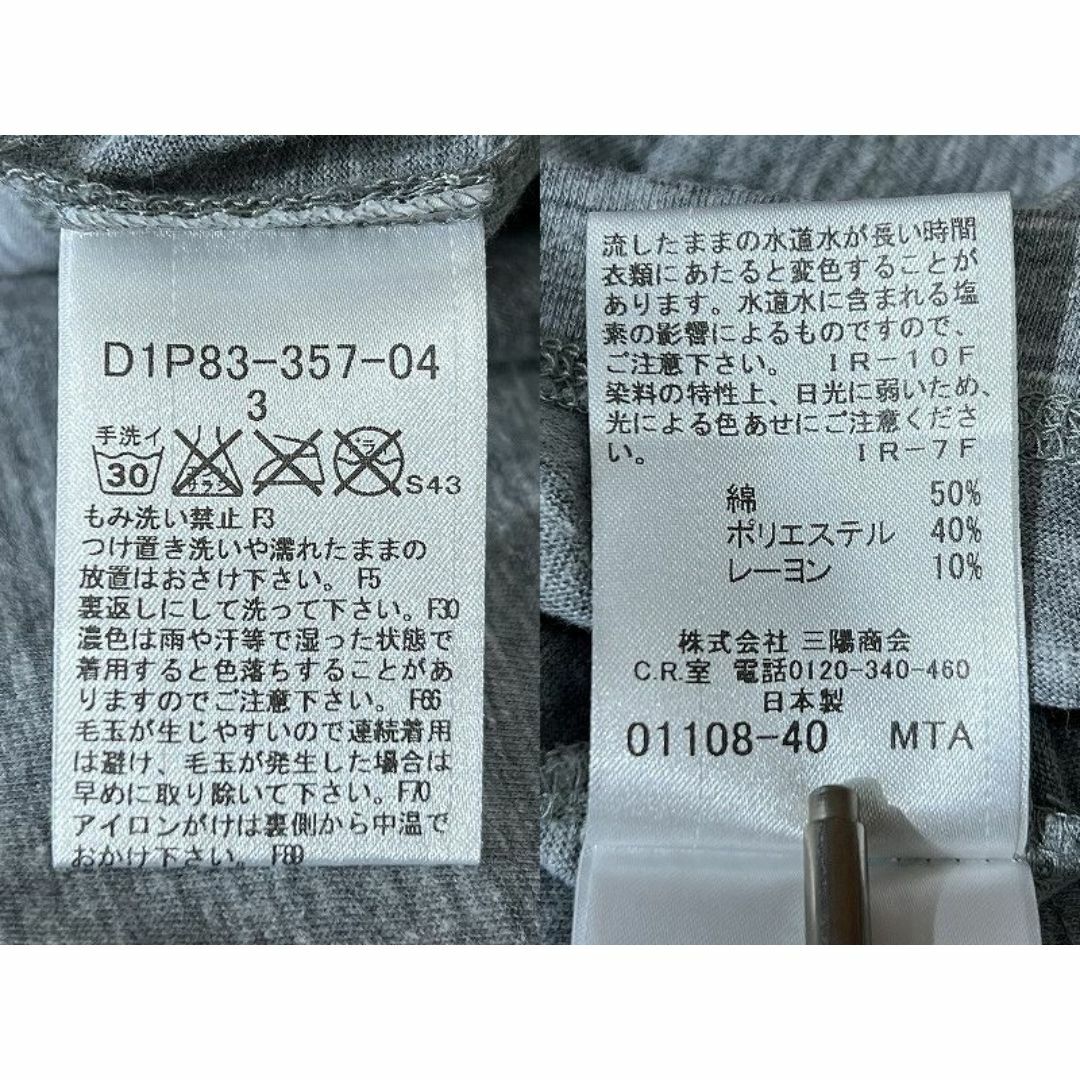 D1P83-357-04
3
手洗イ
30
エンソ
サラシ
ドライ
S43
もみ洗い禁止 F3
つけ置き洗いや濡れたままの
放置はおさけ下さい。F5
裏返しにして洗って下さい。F30
濃色は雨や汗等で湿った状態で
着用すると色落ちすることがあ
りますのでご注意下さい。F66
毛玉が生じやすいので連続着用
は避け、毛玉が発生した場合は
早めに取り除いて下さい。F70
アイロンがけは裏側から中温で
おかけ下さい。F89
流したままの水道水が長い時間
衣類にあたると変色することが
あります。水道水に含まれる塩
素の影響によるものですので、
ご注意下さい。 IR-10F
染料の特性上、日光に弱いため、
光による色あせにご注意くださ
い。 IR-7F
綿 50%
ポリエステル 40%
レーヨン 10%
株式会社 三陽商会
C.R.室 電話0120-340-460
日本製
01108-40 MTA